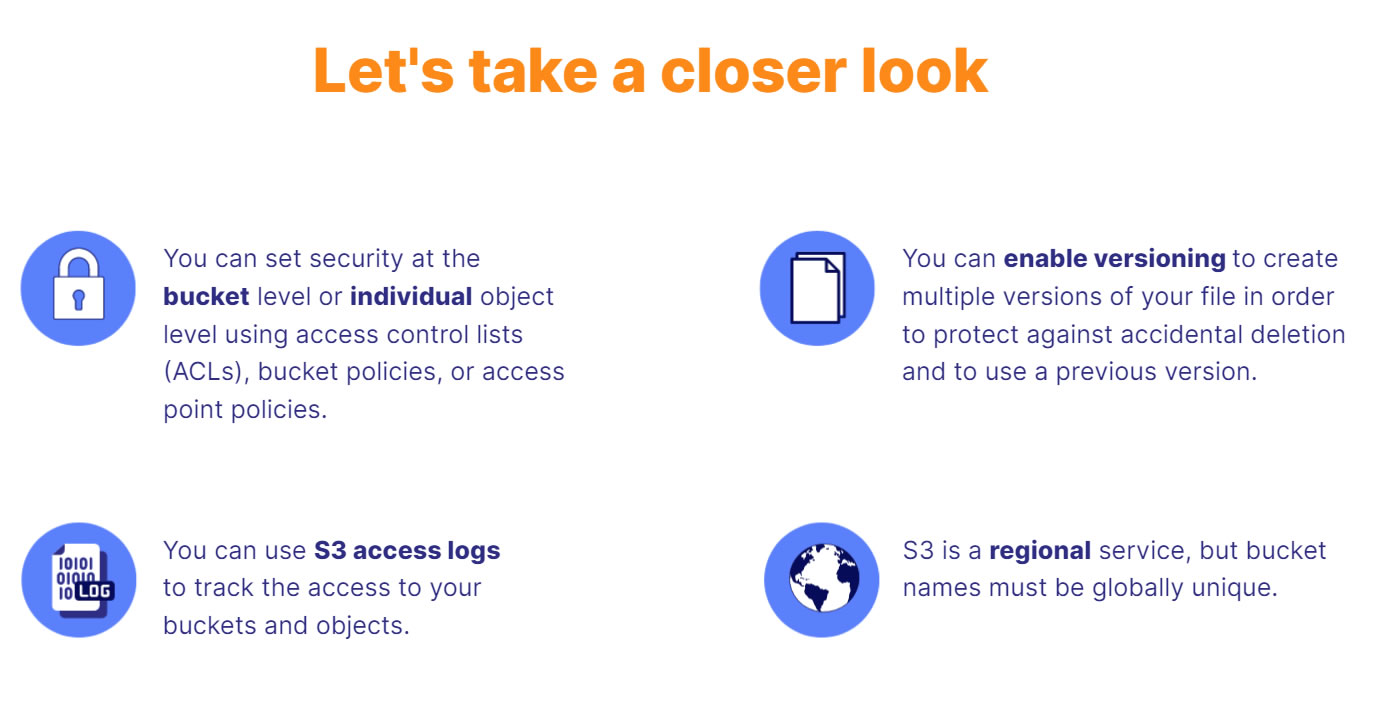 Let's take a closer look
You can set security at the
bucket level or individual object
level using access control lists
(ACLs), bucket policies, or access
point policies.
You can enable versioning to create
multiple versions of your file in order
to protect against accidental deletion
and to use a previous version.
10101
01010
10
LOG
You can use S3 access logs
to track the access to your
buckets and objects.
S3 is a regional service, but bucket
names must be globally unique.